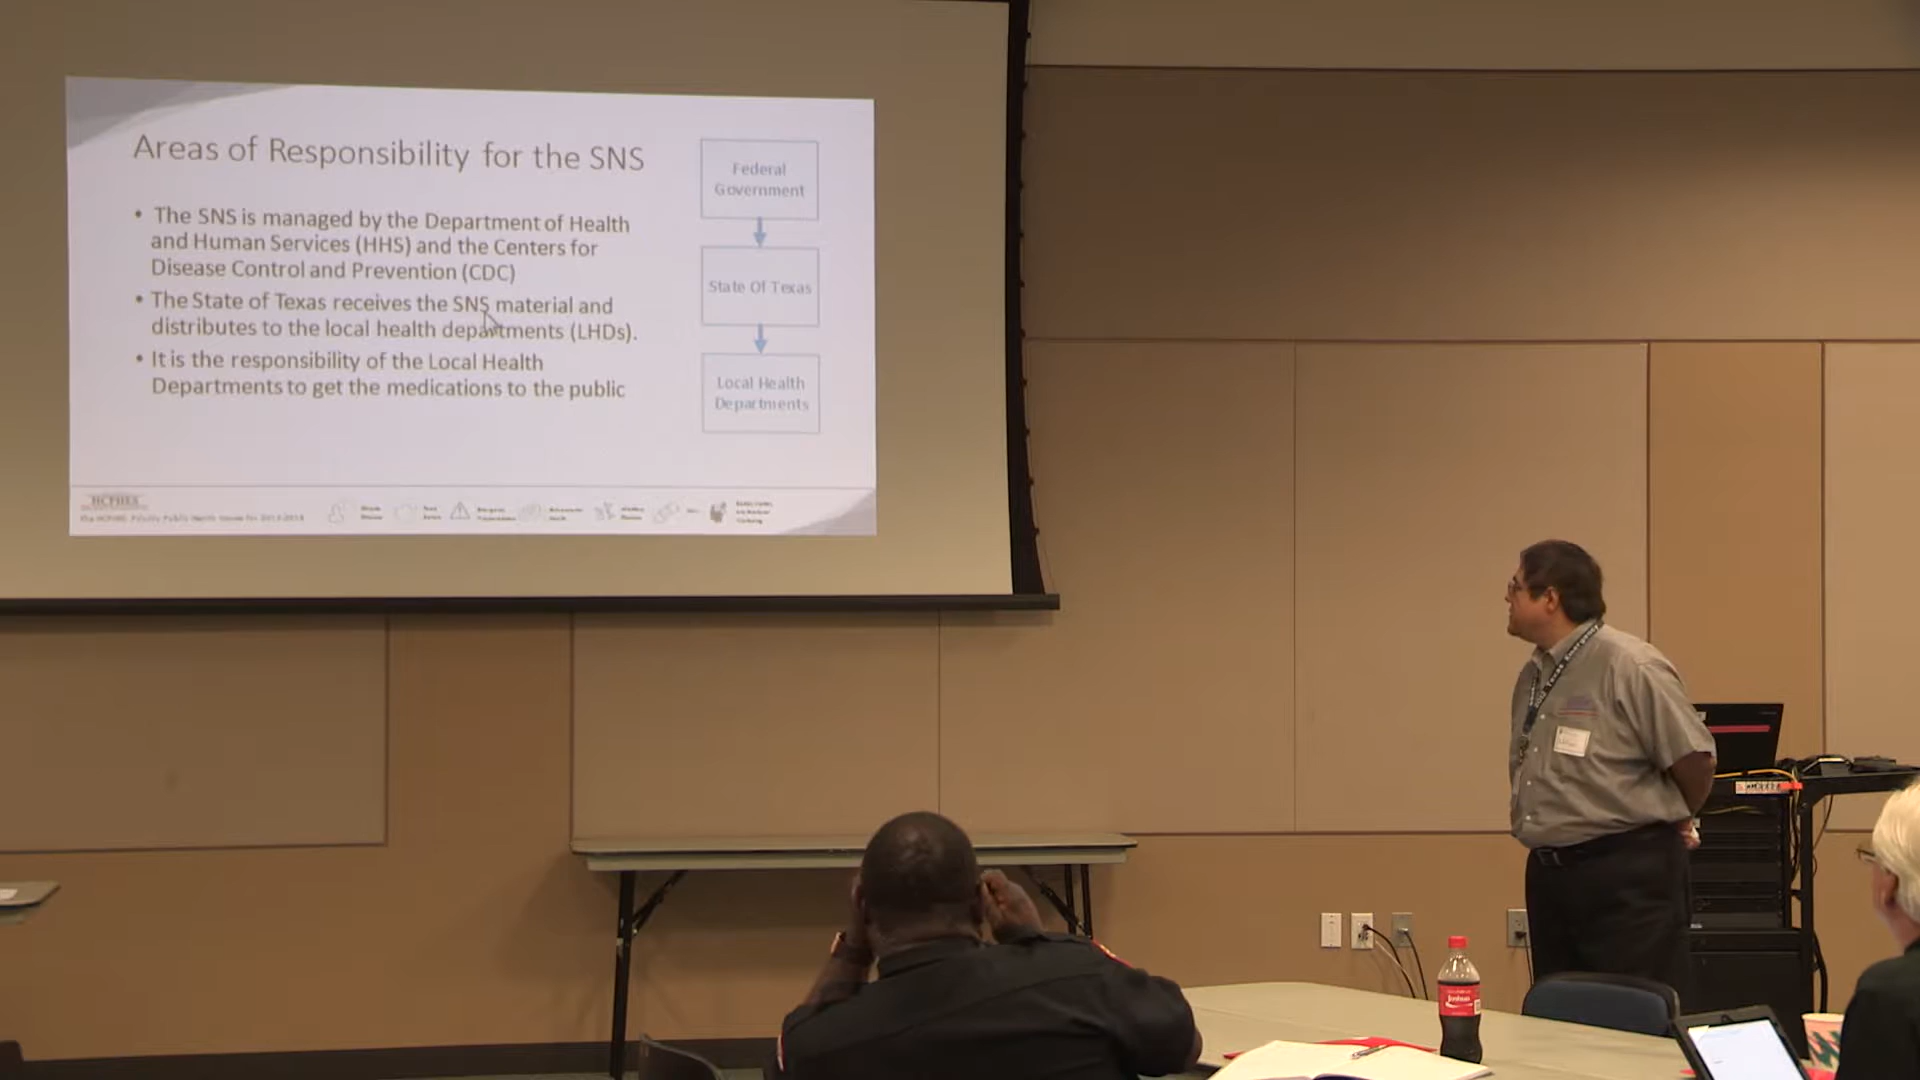 Areas of Responsibility for the SNS
• The SNS is managed by the Department of Health
and Human Services (HHS) and the Centers for
Disease Control and Prevention (CDC)
• The State of Texas receives the SNS material and
distributes to the local health departments (LHDs).
• It is the responsibility of the Local Health
Departments to get the medications to the public
Federal
Government
State Of Texas
Local Health
Departments
HCPHES
Joshua